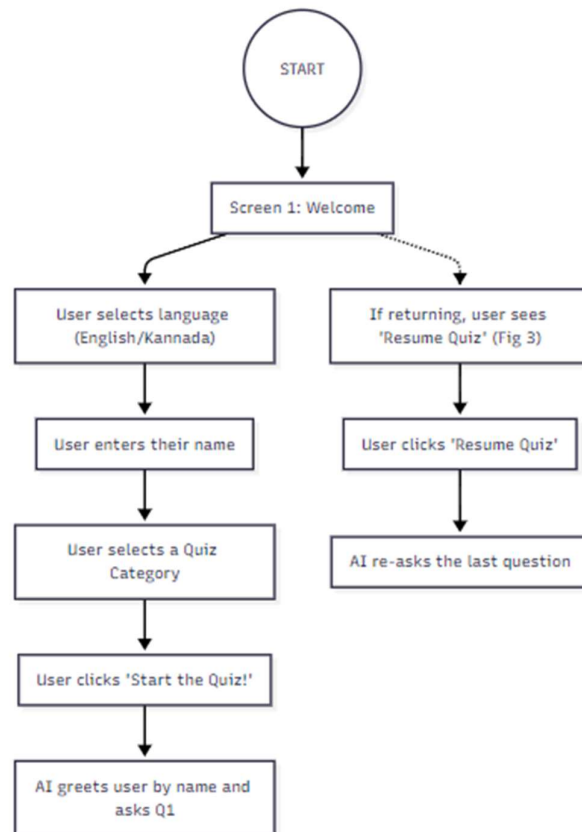 START
Screen 1: Welcome
User selects language
(English/Kannada)
User enters their name
User selects a Quiz
Category
User clicks 'Start the Quiz!'
AI greets user by name and
asks Q1
If returning, user sees
'Resume Quiz' (Fig 3)
User clicks 'Resume Quiz'
AI re-asks the last question